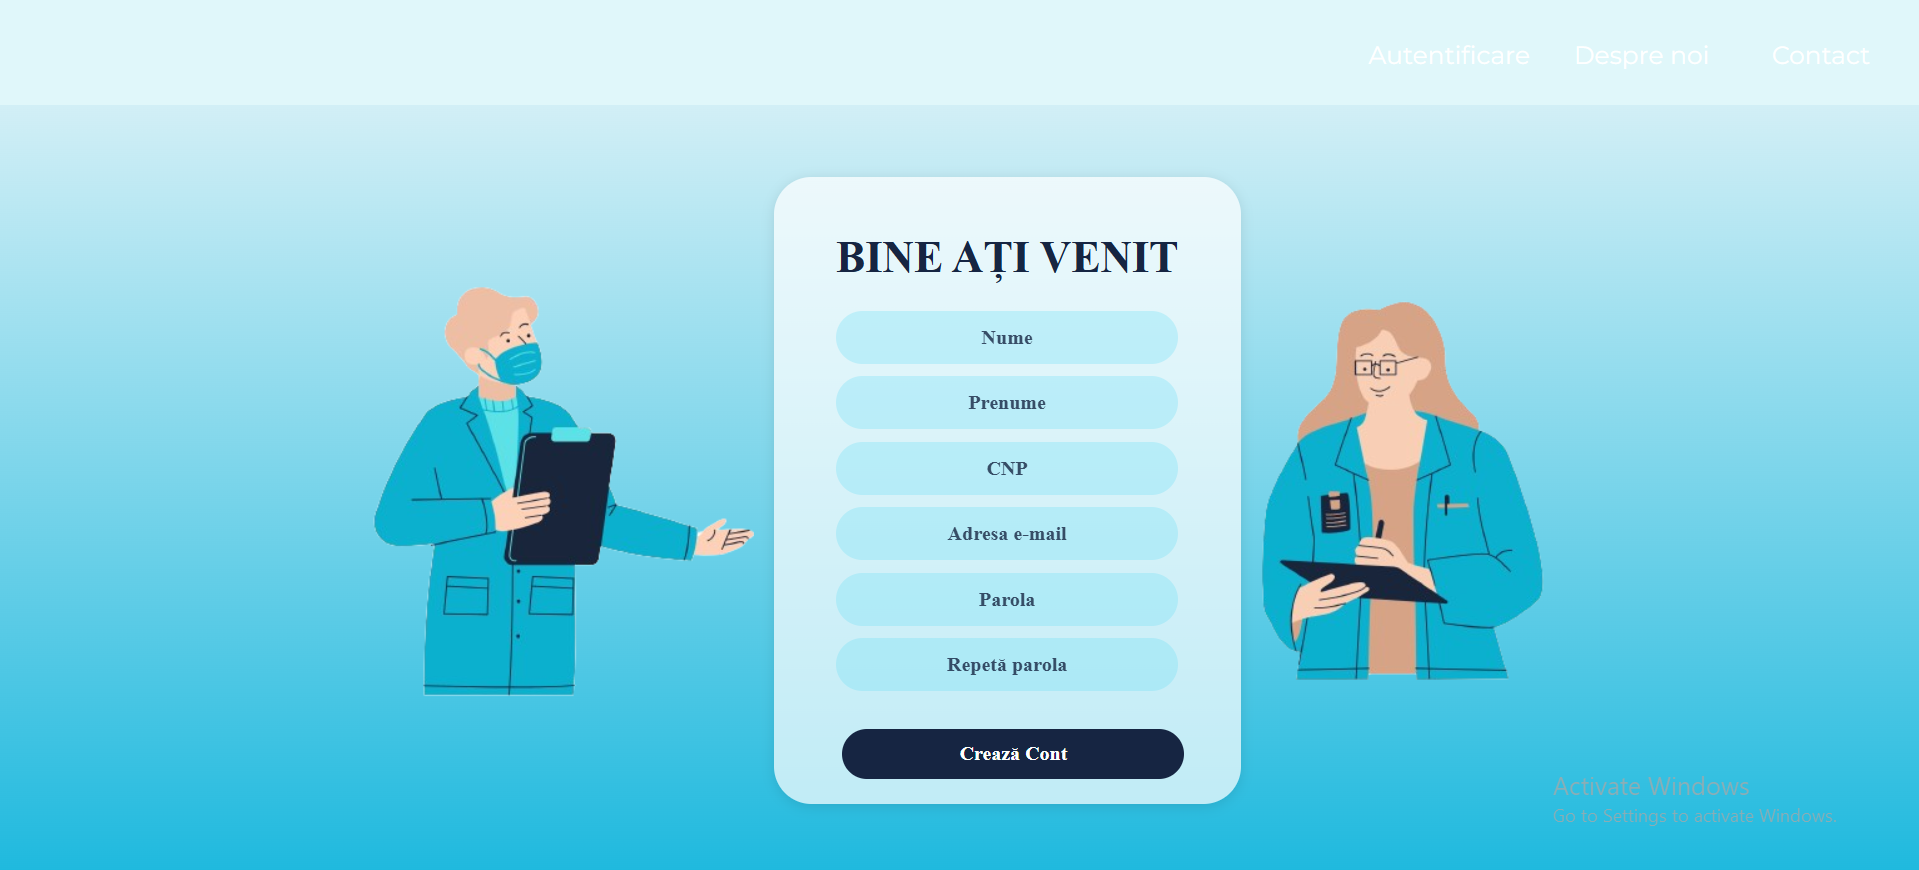 Autentificare Despre noi Contact
BINE AȚI VENIT
Nume
Prenume
CNP
Adresa e-mail
Parola
Repetă parola
Crează Cont
Activate Windows
Go to Settings to activate Windows.